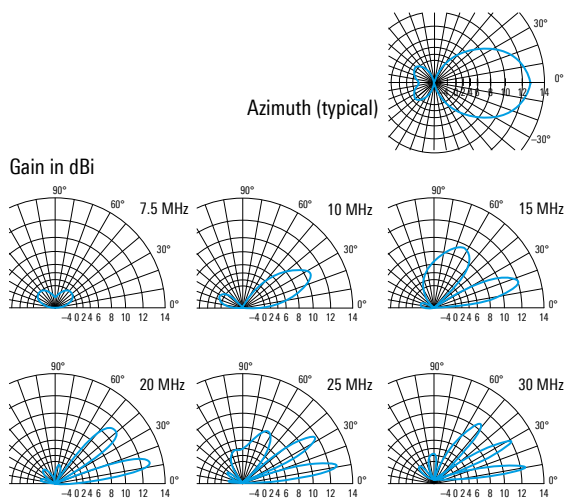 30°
0°
2 4 6 8 10 12 14
Azimuth (typical)
–30°
Gain in dBi
90° 60° 7.5 MHz 30° 0°
–4 0 2 4 6 8 10 12 14
90° 60° 10 MHz 30° 0°
–4 0 2 4 6 8 10 12 14
90° 60° 15 MHz 30° 0°
–4 0 2 4 6 8 10 12 14
90° 60° 20 MHz 30° 0°
–4 0 2 4 6 8 10 12 14
90° 60° 25 MHz 30° 0°
–4 0 2 4 6 8 10 12 14
90° 60° 30 MHz 30° 0°
–4 0 2 4 6 8 10 12 14